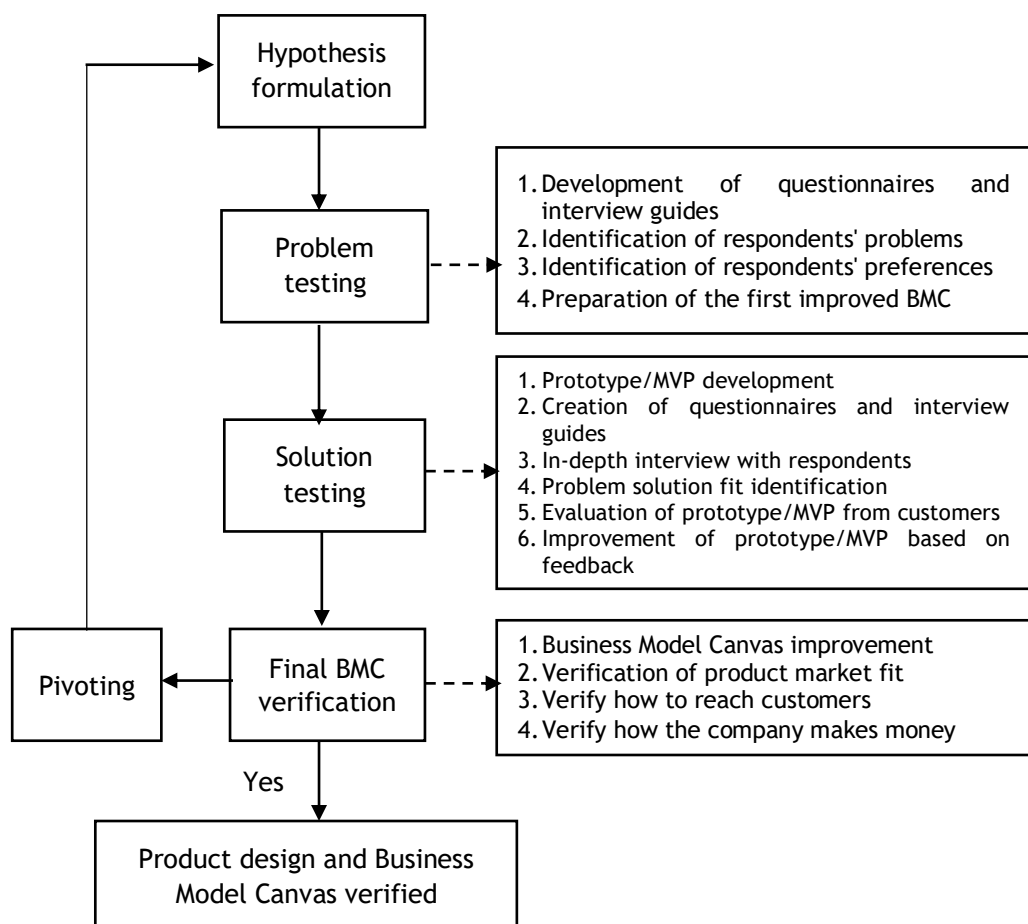 Hypothesis
formulation
Problem
testing
1. Development of questionnaires and
interview guides
2. Identification of respondents' problems
3. Identification of respondents' preferences
4. Preparation of the first improved BMC
Solution
testing
1. Prototype/MVP development
2. Creation of questionnaires and interview
guides
3. In-depth interview with respondents
4. Problem solution fit identification
5. Evaluation of prototype/MVP from customers
6. Improvement of prototype/MVP based on
feedback
Pivoting
Final BMC
verification
1. Business Model Canvas improvement
2. Verification of product market fit
3. Verify how to reach customers
4. Verify how the company makes money
Yes
Product design and Business
Model Canvas verified